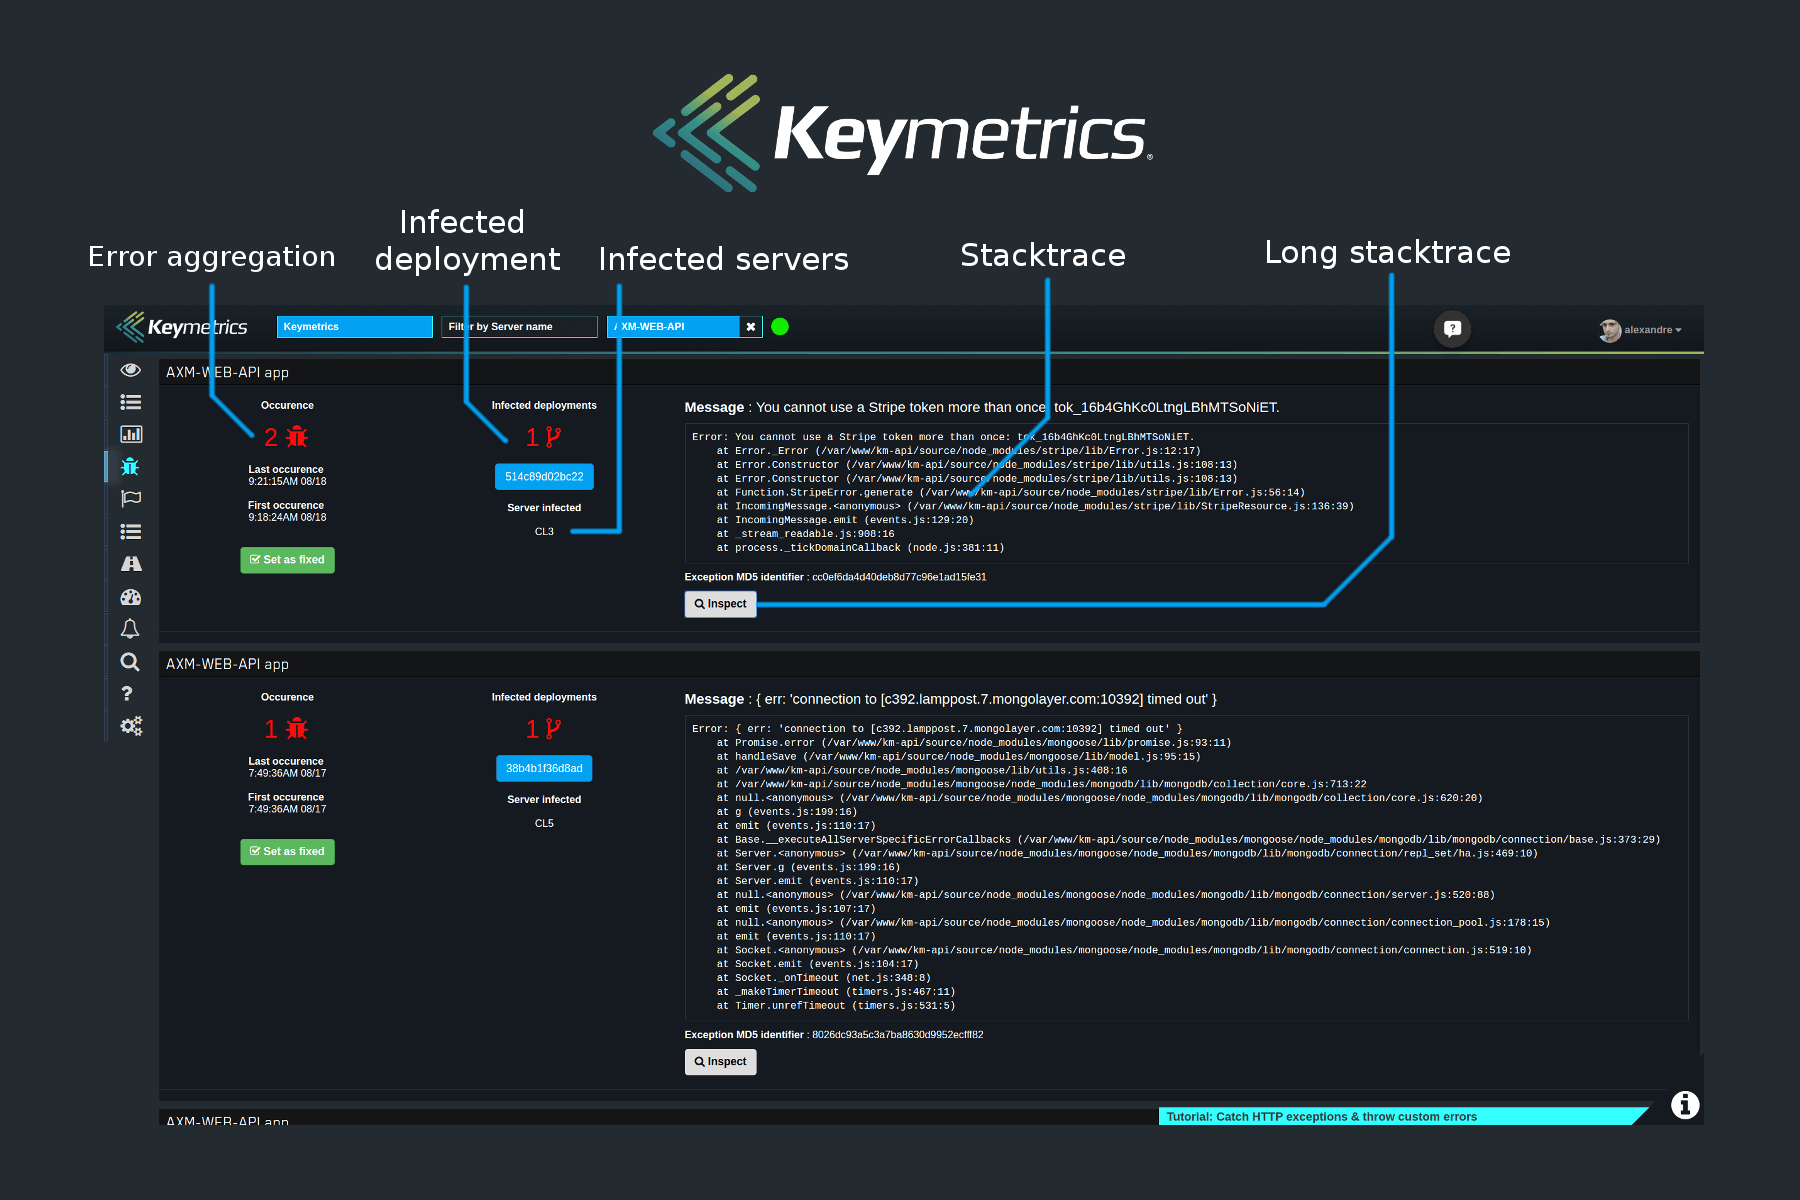 Keymetrics®
Infected
deployment
Error aggregation
Infected servers
Stacktrace
Long stacktrace
Keymetrics
Keymetrics
Filter by Server name
AXM-WEB-API
alexandre
AXM-WEB-API app
Occurence
2
Last occurence
9:21:15AM 08/18
First occurence
9:18:24AM 08/18
Set as fixed
Infected deployments
1
514c89d02bc22
Server infected
CL3
Message : You cannot use a Stripe token more than once: tok_16b4GhKc0LtngLBhMTSoNiET.
Error: You cannot use a Stripe token more than once: tok_16b4GhKc0LtngLBhMTSoNiET.
at Error._Error (/var/www/km-api/source/node_modules/stripe/lib/Error.js:12:17)
at Error.Constructor (/var/www/km-api/source/node_modules/stripe/lib/utils.js:108:13)
at Error.Constructor (/var/www/km-api/source/node_modules/stripe/lib/utils.js:108:13)
at Function.StripeError.generate (/var/www/km-api/source/node_modules/stripe/lib/Error.js:56:14)
at IncomingMessage.<anonymous> (/var/www/km-api/source/node_modules/stripe/lib/StripeResource.js:136:39)
at IncomingMessage.emit (events.js:129:20)
at _stream_readable.js:908:16
at process._tickDomainCallback (node.js:381:11)
Exception MD5 identifier : cc0ef6da4d40deb8d77c96e1ad15fe31
Inspect
AXM-WEB-API app
Occurence
1
Last occurence
7:49:36AM 08/17
First occurence
7:49:36AM 08/17
Set as fixed
Infected deployments
1
38b4b1f36d8ad
Server infected
CL5
Message : { err: 'connection to [c392.lamppost.7.mongolayer.com:10392] timed out' }
Error: { err: 'connection to [c392.lamppost.7.mongolayer.com:10392] timed out' }
at Promise.error (/var/www/km-api/source/node_modules/mongoose/lib/promise.js:93:11)
at handleSave (/var/www/km-api/source/node_modules/mongoose/lib/model.js:95:15)
at /var/www/km-api/source/node_modules/mongoose/lib/utils.js:408:16
at /var/www/km-api/source/node_modules/mongoose/node_modules/mongodb/lib/mongodb/collection/core.js:713:22
at null.<anonymous> (/var/www/km-api/source/node_modules/mongoose/node_modules/mongodb/lib/mongodb/collection/core.js:620:20)
at g (events.js:199:16)
at emit (events.js:110:17)
at Base.__executeAllServerSpecificErrorCallbacks (/var/www/km-api/source/node_modules/mongoose/node_modules/mongodb/lib/mongodb/connection/base.js:373:29)
at Server.<anonymous> (/var/www/km-api/source/node_modules/mongoose/node_modules/mongodb/lib/mongodb/connection/repl_set/ha.js:469:10)
at Server.g (events.js:199:16)
at Server.emit (events.js:110:17)
at null.<anonymous> (/var/www/km-api/source/node_modules/mongoose/node_modules/mongodb/lib/mongodb/connection/server.js:520:88)
at emit (events.js:107:17)
at null.<anonymous> (/var/www/km-api/source/node_modules/mongoose/node_modules/mongodb/lib/mongodb/connection/connection_pool.js:178:15)
at emit (events.js:110:17)
at Socket.<anonymous> (/var/www/km-api/source/node_modules/mongoose/node_modules/mongodb/lib/mongodb/connection/connection.js:519:10)
at Socket.emit (events.js:104:17)
at Socket._onTimeout (net.js:348:8)
at _makeTimerTimeout (timers.js:467:11)
at Timer.unrefTimeout (timers.js:531:5)
Exception MD5 identifier : 8026dc93a5c3a7ba8630d9952ecfff82
Inspect
AXM-WEB-API app
Tutorial: Catch HTTP exceptions & throw custom errors